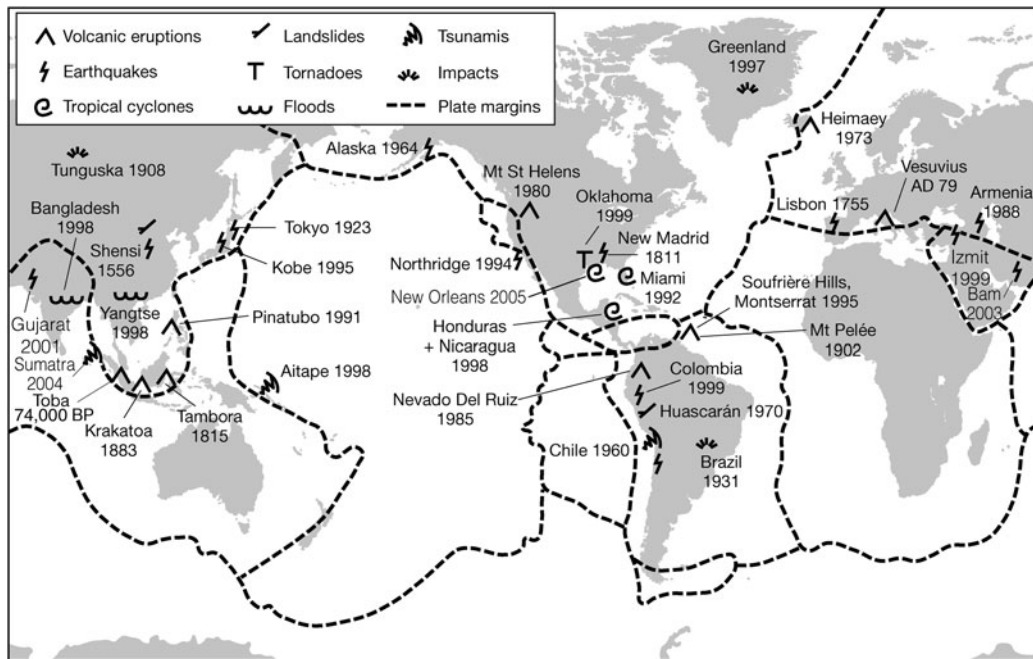 Volcanic eruptions
Landslides
Tsunamis
Earthquakes
Tornadoes
Impacts
Tropical cyclones
Floods
Plate margins
Greenland
1997
Heimaey
1973
Alaska 1964
Mt St Helens
1980
Vesuvius
AD 79
Tunguska 1908
Oklahoma
1999
Lisbon 1755
Armenia
1988
Bangladesh
1998
Shensi
1556
Tokyo 1923
New Madrid
1811
Kobe 1995
Northridge 1994
İzmit
1999
Miami
1992
New Orleans 2005
Soufrière Hills,
Montserrat 1995
Bam
2003
Gujarat
2001
Yangtse
1998
Pinatubo 1991
Honduras
+ Nicaragua
1998
Mt Pelée
1902
Sumatra
2004
Aitape 1998
Colombia
1999
Toba
74,000 BP
Tambora
1815
Nevado Del Ruiz
1985
Huascarán 1970
Krakatoa
1883
Chile 1960
Brazil
1931